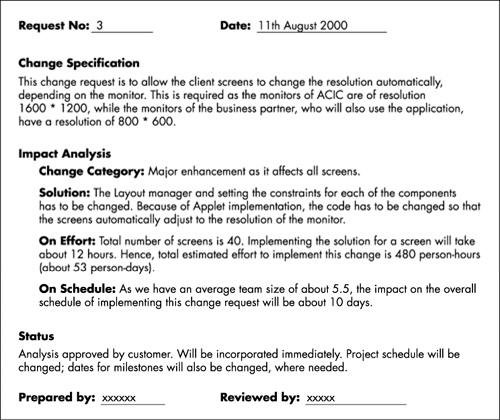 Request No: 3 Date: 11th August 2000
Change Specification
This change request is to allow the client screens to change the resolution automatically,
depending on the monitor. This is required as the monitors of ACIC are of resolution
1600 * 1200, while the monitors of the business partner, who will also use the application,
have a resolution of 800 * 600.
Impact Analysis
Change Category: Major enhancement as it affects all screens.
Solution: The Layout manager and setting the constraints for each of the components
has to be changed. Because of Applet implementation, the code has to be changed so that
the screens automatically adjust to the resolution of the monitor.
On Effort: Total number of screens is 40. Implementing the solution for a screen will take
about 12 hours. Hence, total estimated effort to implement this change is 480 person-hours
(about 53 person-days).
On Schedule: As we have an average team size of about 5.5, the impact on the overall
schedule of implementing this change request will be about 10 days.
Status
Analysis approved by customer. Will be incorporated immediately. Project schedule will be
changed; dates for milestones will also be changed, where needed.
Prepared by: xxxxxx Reviewed by: xxxxx